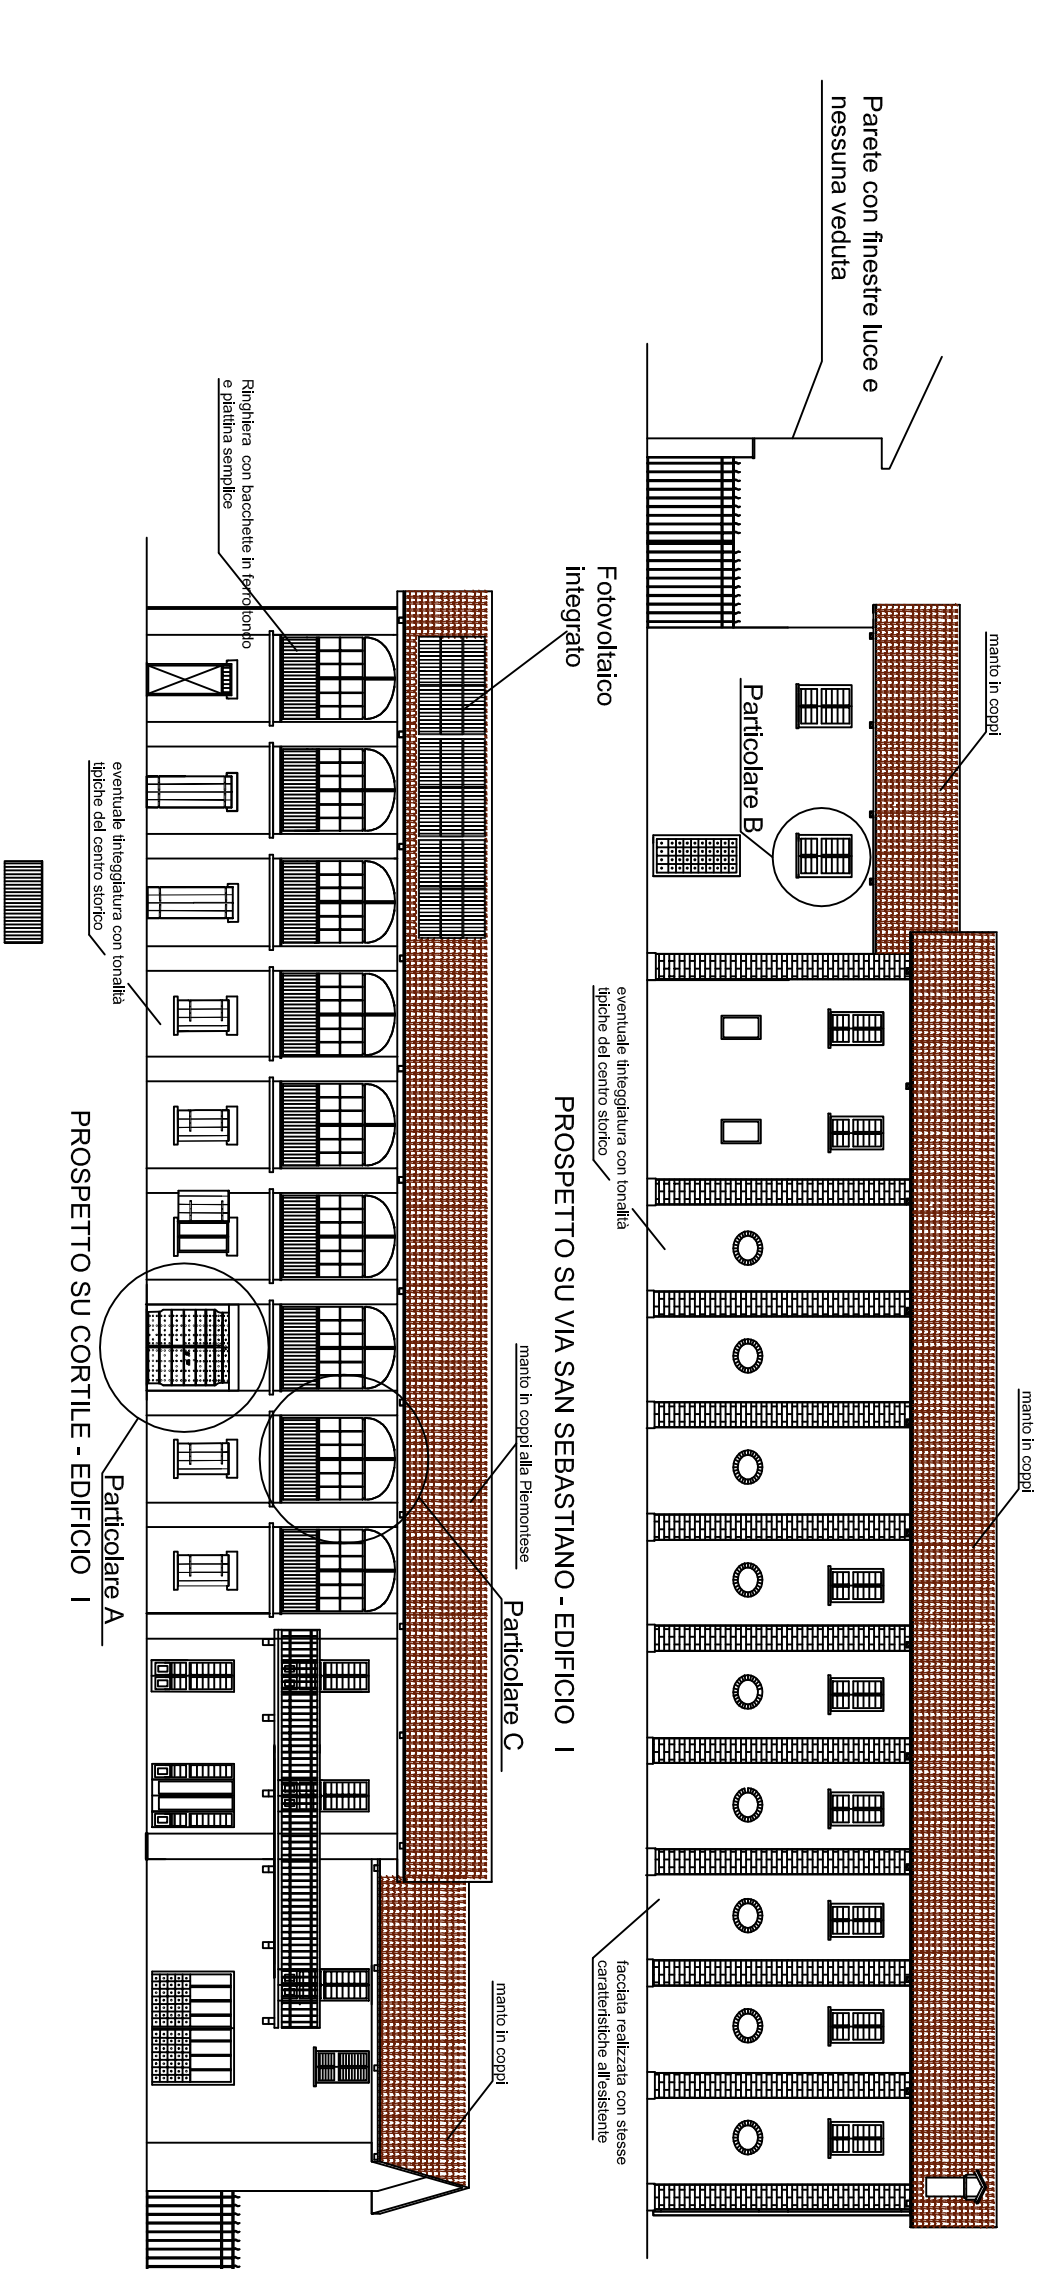 Parete con finestre luce e
nessuna veduta
manto in coppi
manto in coppi
Particolare B
eventuale tinteggiatura con tonalità
tipiche del centro storico
facciata realizzata con stesse
caratteristiche all'esistente
PROSPETTO SU VIA SAN SEBASTIANO - EDIFICIO I
Fotovoltaico
integrato
manto in coppi alla Piemontese
Particolare C
manto in coppi
Ringhiera con bacchette in ferro tondo
e piattina semplice
eventuale tinteggiatura con tonalità
tipiche del centro storico
Particolare A
PROSPETTO SU CORTILE - EDIFICIO I